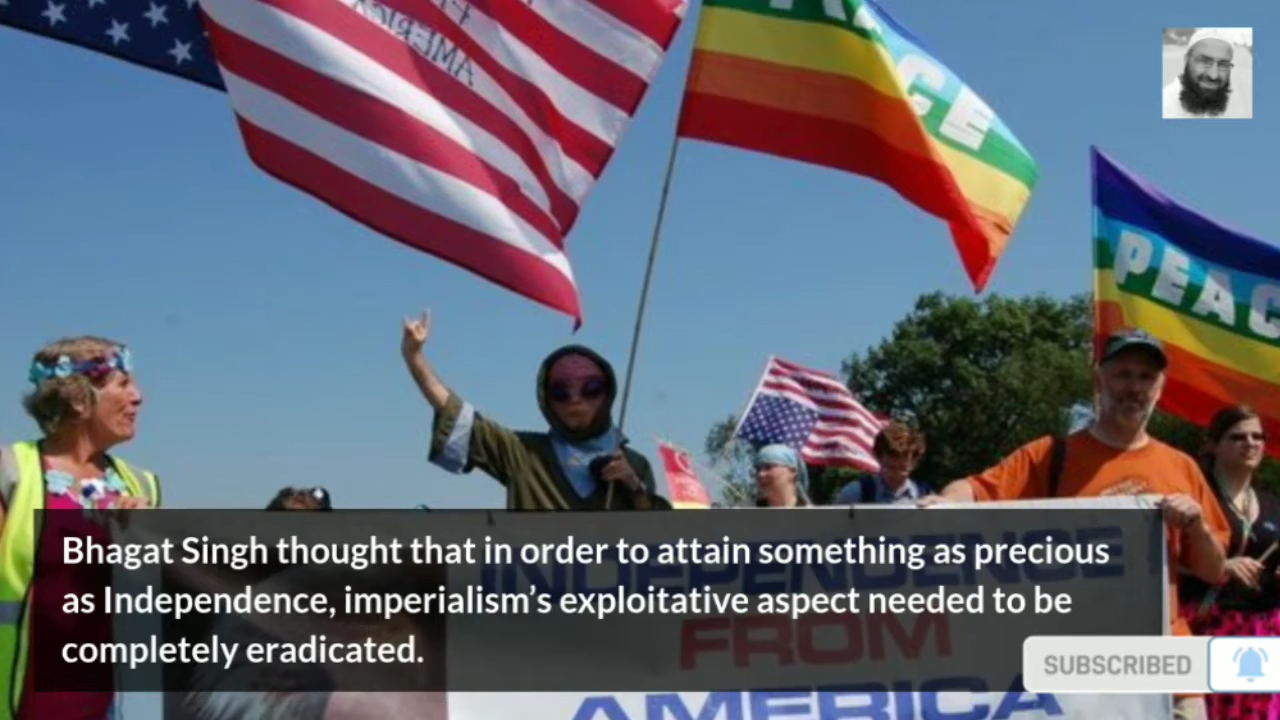 AMERICA
PEACE
PEAC
Bhagat Singh thought that in order to attain something as precious
as Independence, imperialism’s exploitative aspect needed to be
completely eradicated.
INDEPENDENCE
FROM
AMERICA
SUBSCRIBED